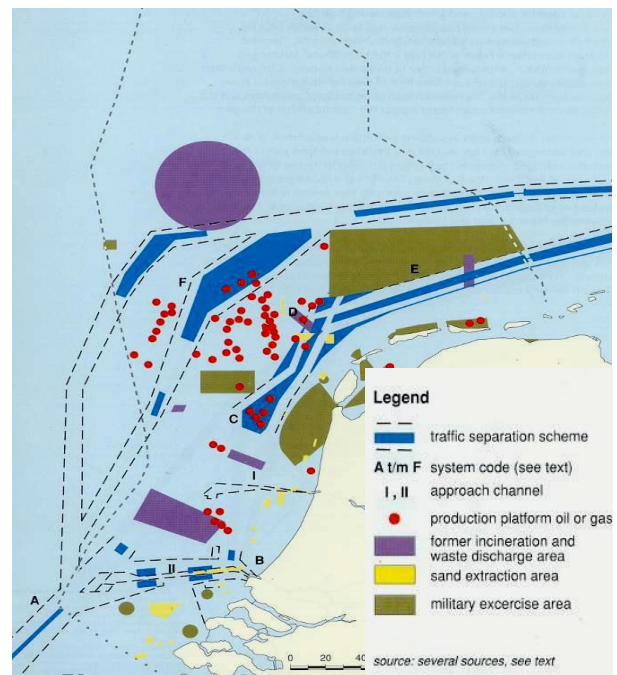 F
E
D
C
I
B
II
A
0 20 40
Legend
traffic separation scheme
A t/m F system code (see text)
I , II approach channel
production platform oil or gas
former incineration and
waste discharge area
sand extraction area
military excercise area
source: several sources, see text